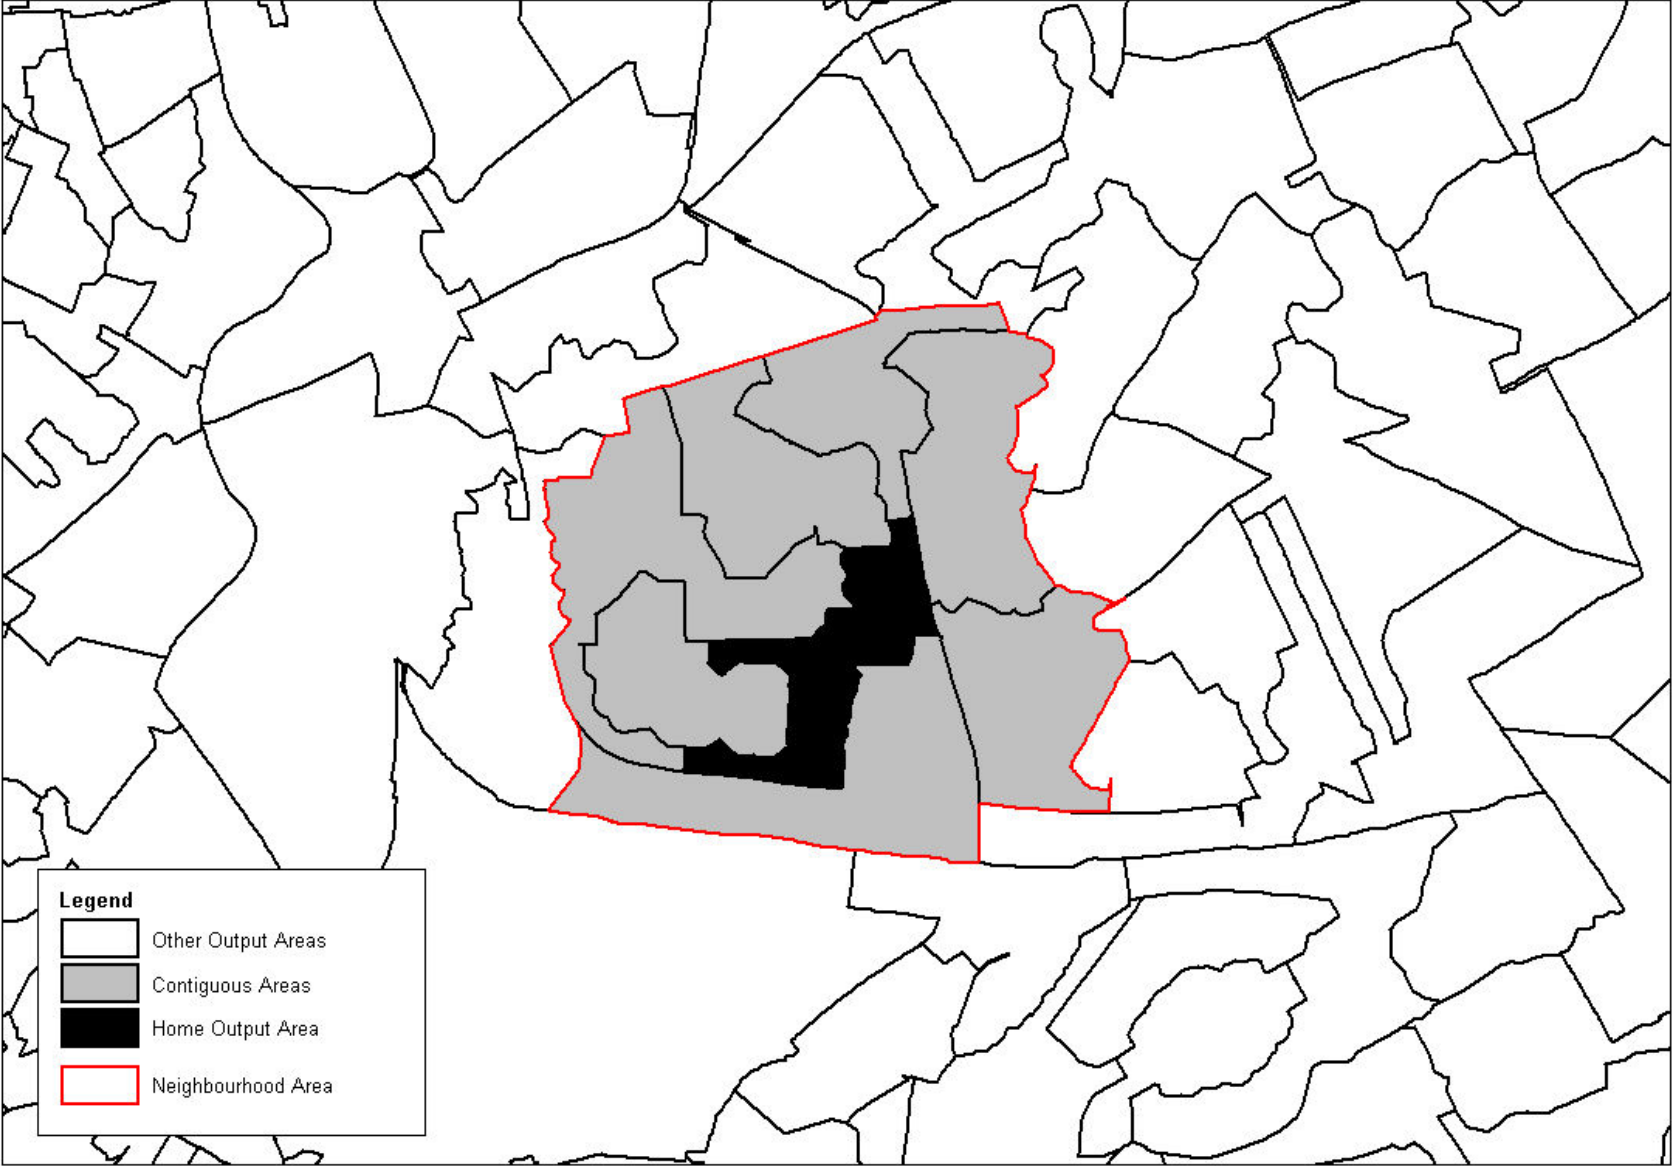 Legend
Other Output Areas
Contiguous Areas
Home Output Area
Neighbourhood Area